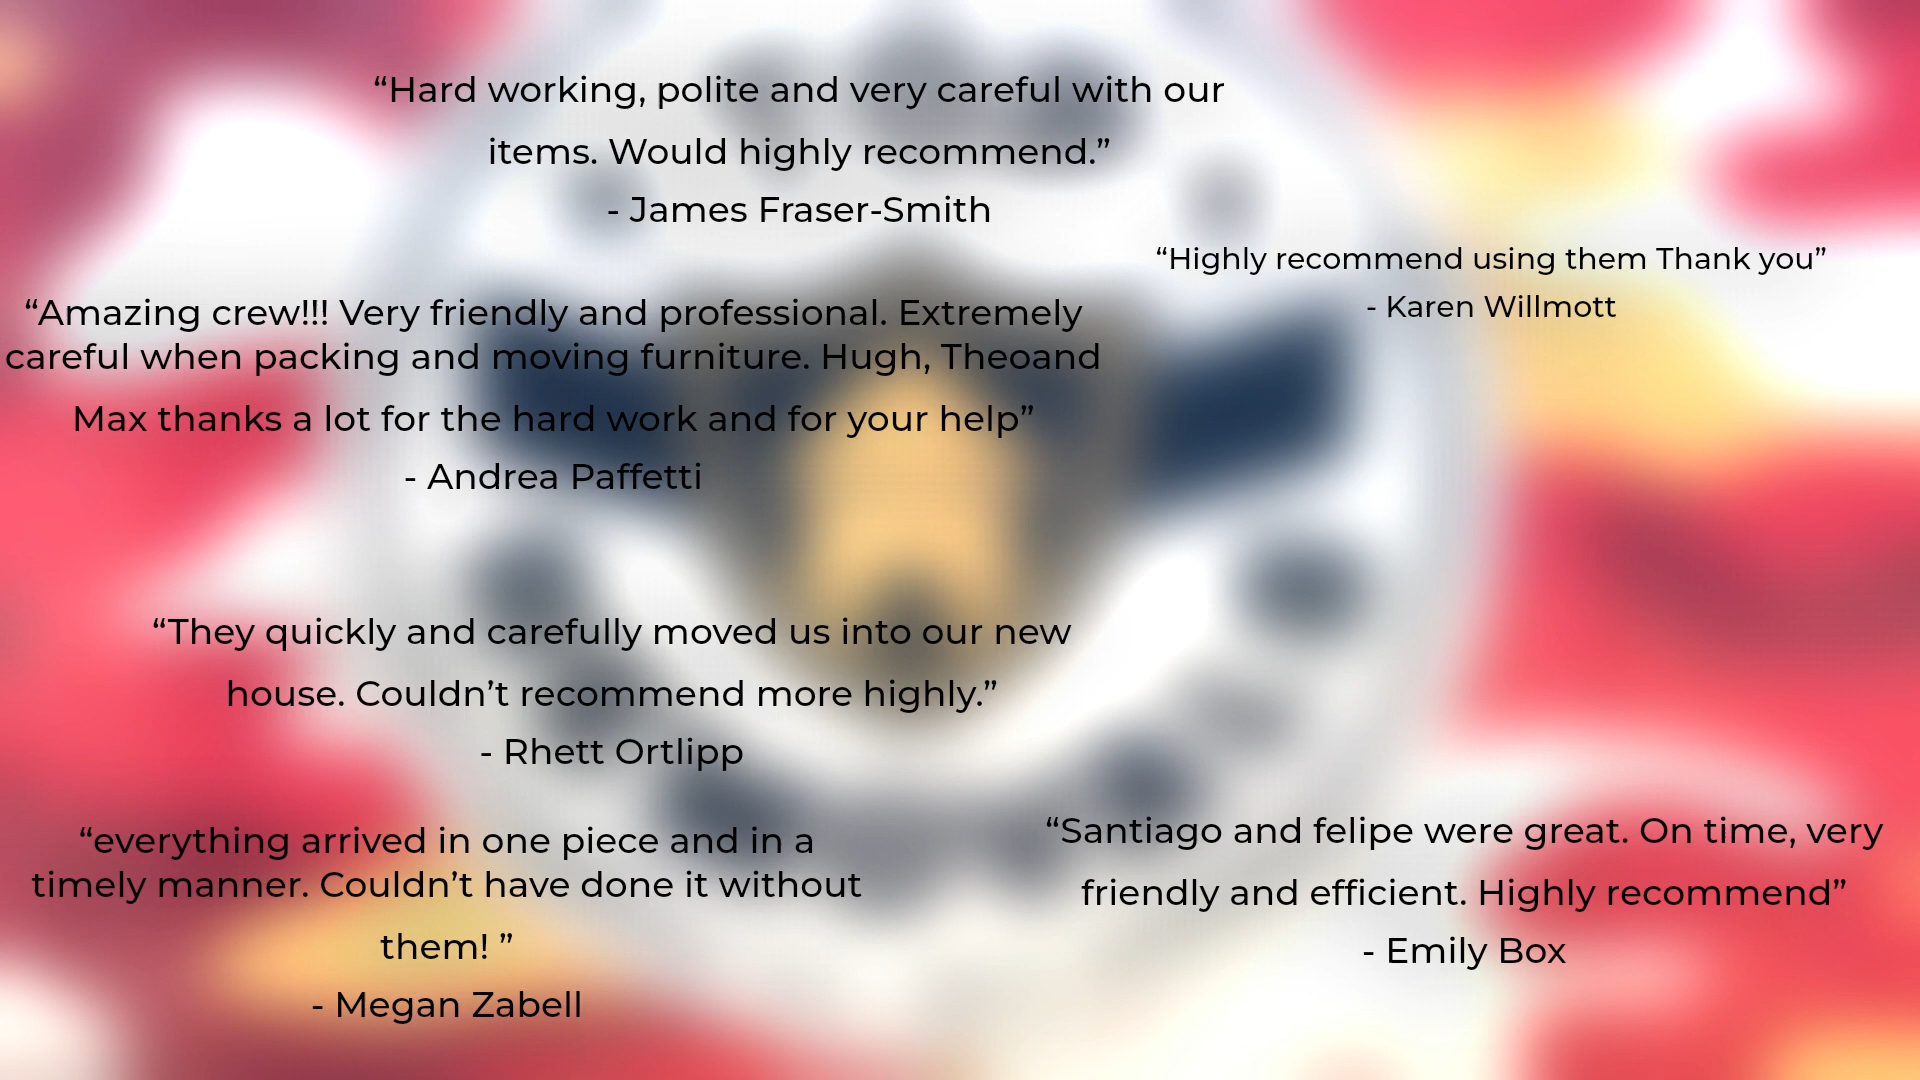 “Hard working, polite and very careful with our
items. Would highly recommend.”
- James Fraser-Smith
“Highly recommend using them Thank you”
- Karen Willmott
“Amazing crew!!! Very friendly and professional. Extremely
careful when packing and moving furniture. Hugh, Theoand
Max thanks a lot for the hard work and for your help”
- Andrea Paffetti
“They quickly and carefully moved us into our new
house. Couldn’t recommend more highly.”
- Rhett Ortlipp
“everything arrived in one piece and in a
timely manner. Couldn’t have done it without
them! ”
- Megan Zabell
“Santiago and felipe were great. On time, very
friendly and efficient. Highly recommend”
- Emily Box